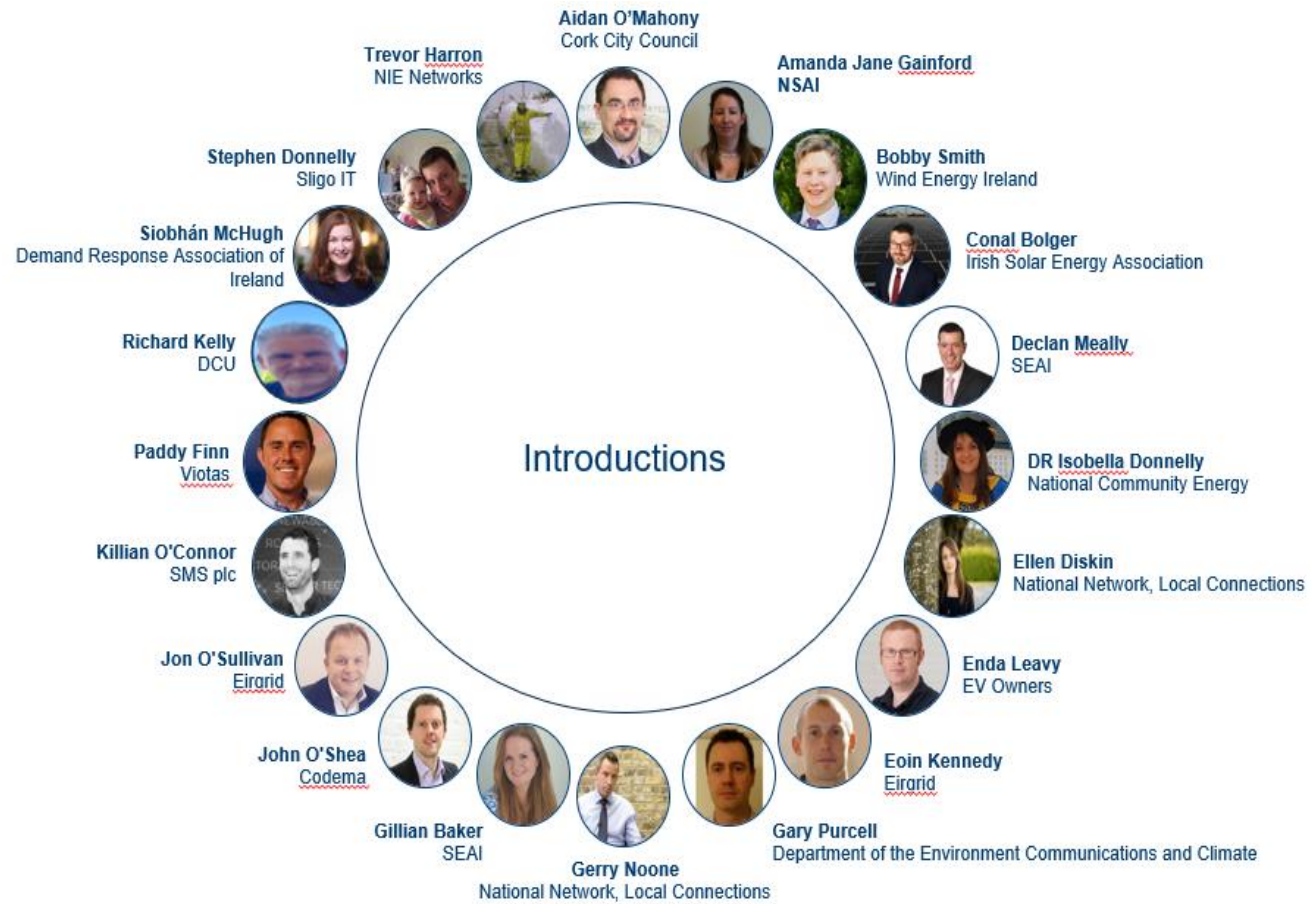 Aidan O'Mahony
Cork City Council
Amanda Jane Gainford
NSAI
Bobby Smith
Wind Energy Ireland
Conal Bolger
Irish Solar Energy Association
Declan Meally
SEAI
DR Isobella Donnelly
National Community Energy
Ellen Diskin
National Network, Local Connections
Enda Leavy
EV Owners
Eoin Kennedy
Eirgrid
Gary Purcell
Department of the Environment Communications and Climate
Gerry Noone
National Network, Local Connections
Gillian Baker
SEAI
John O'Shea
Codema
Jon O'Sullivan
Eirgrid
Killian O'Connor
SMS plc
Paddy Finn
Viotas
Richard Kelly
DCU
Siobhán McHugh
Demand Response Association of
Ireland
Stephen Donnelly
Sligo IT
Trevor Harron
NIE Networks
Introductions